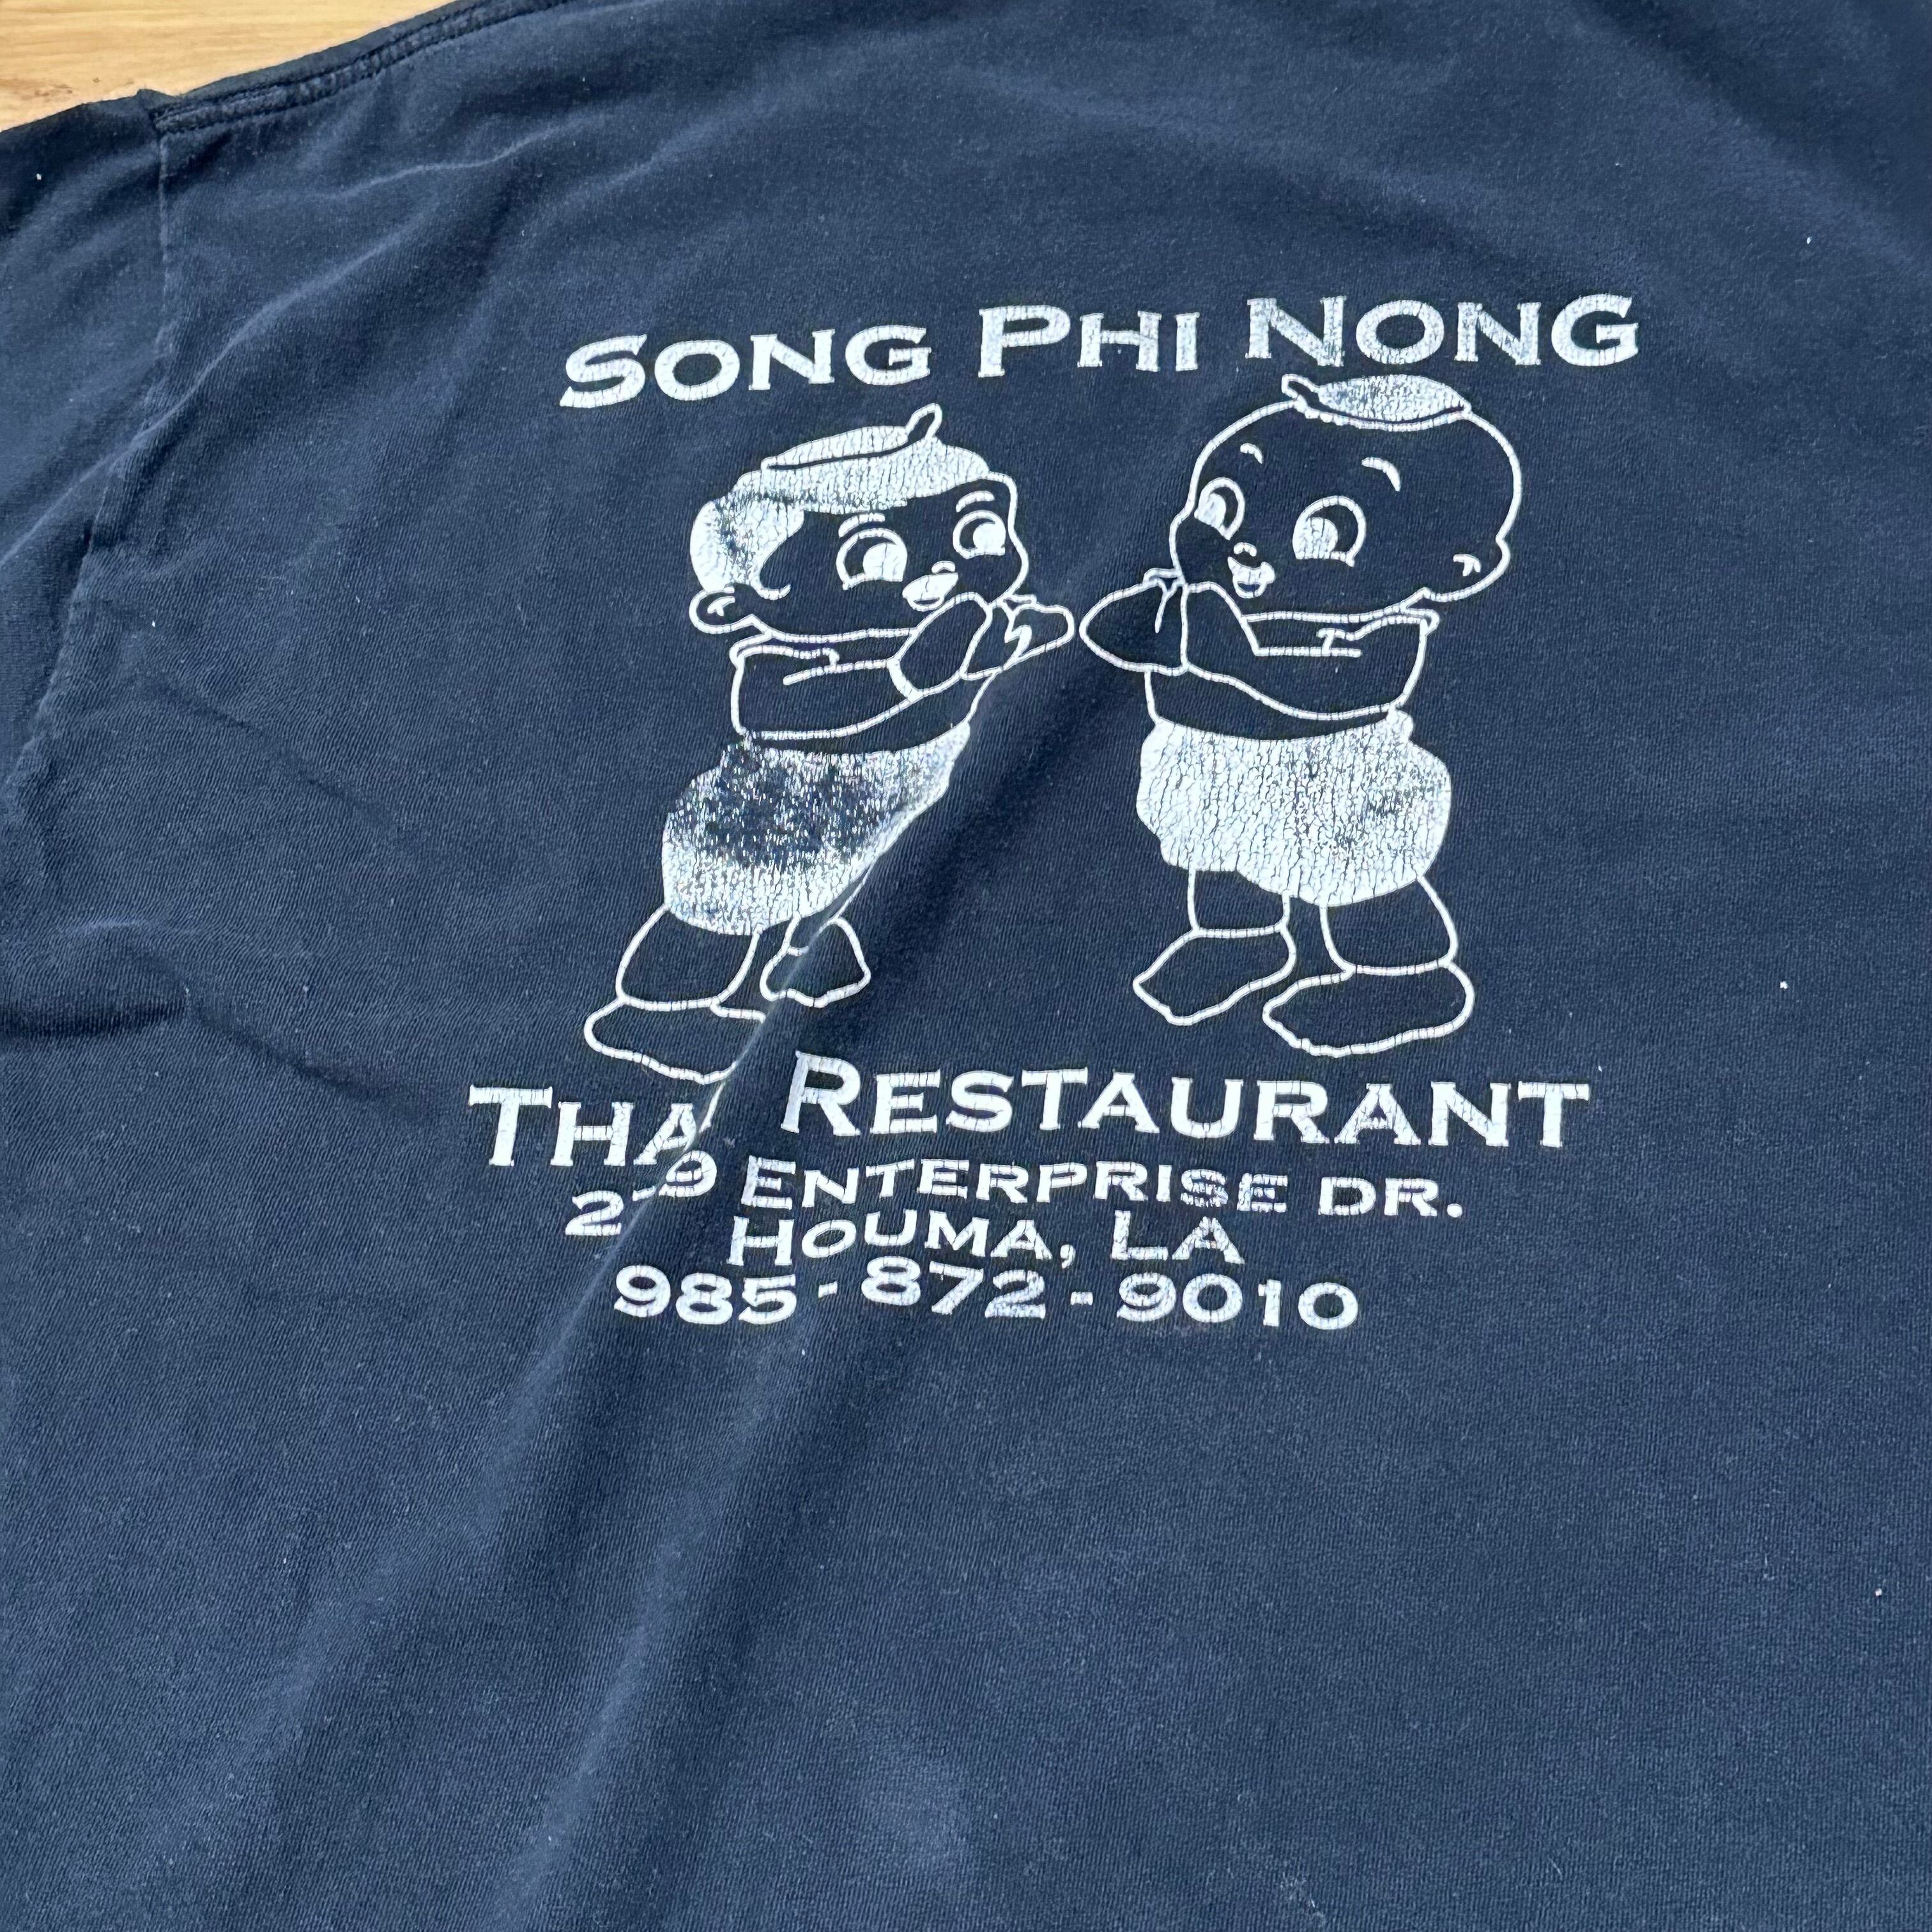 SONG PHI NONG
RESTAURANT
ENTERPRISE DR.
HOUMA, LA
985-872-9010